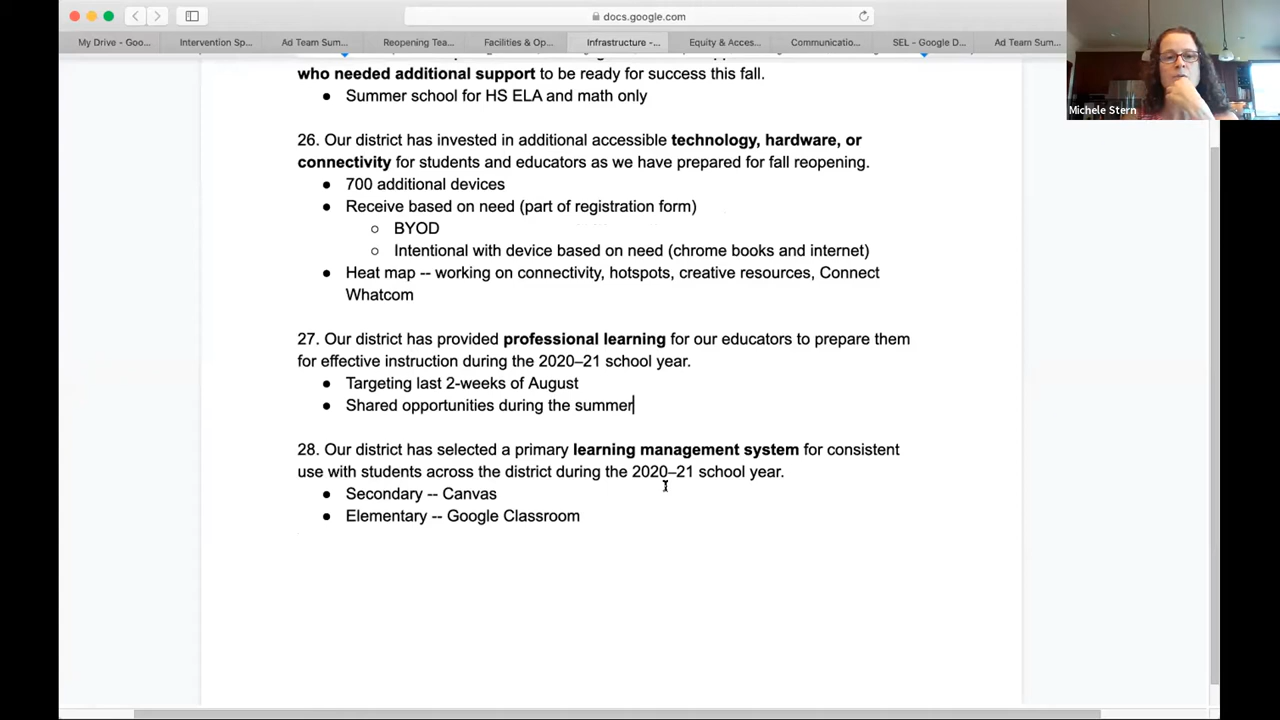 docs.google.com
My Drive - Goo...
Intervention Sp...
Ad Team Sum...
Reopening Tea...
Facilities & Op...
Infrastructure -...
Equity & Acces...
Communicatio...
SEL - Google D...
Ad Team Sum...
Michele Stern
who needed additional support to be ready for success this fall.
● Summer school for HS ELA and math only
26. Our district has invested in additional accessible technology, hardware, or
connectivity for students and educators as we have prepared for fall reopening.
● 700 additional devices
● Receive based on need (part of registration form)
○ BYOD
○ Intentional with device based on need (chrome books and internet)
● Heat map -- working on connectivity, hotspots, creative resources, Connect
Whatcom
27. Our district has provided professional learning for our educators to prepare them
for effective instruction during the 2020–21 school year.
● Targeting last 2-weeks of August
● Shared opportunities during the summer
28. Our district has selected a primary learning management system for consistent
use with students across the district during the 2020–21 school year.
● Secondary -- Canvas
● Elementary -- Google Classroom